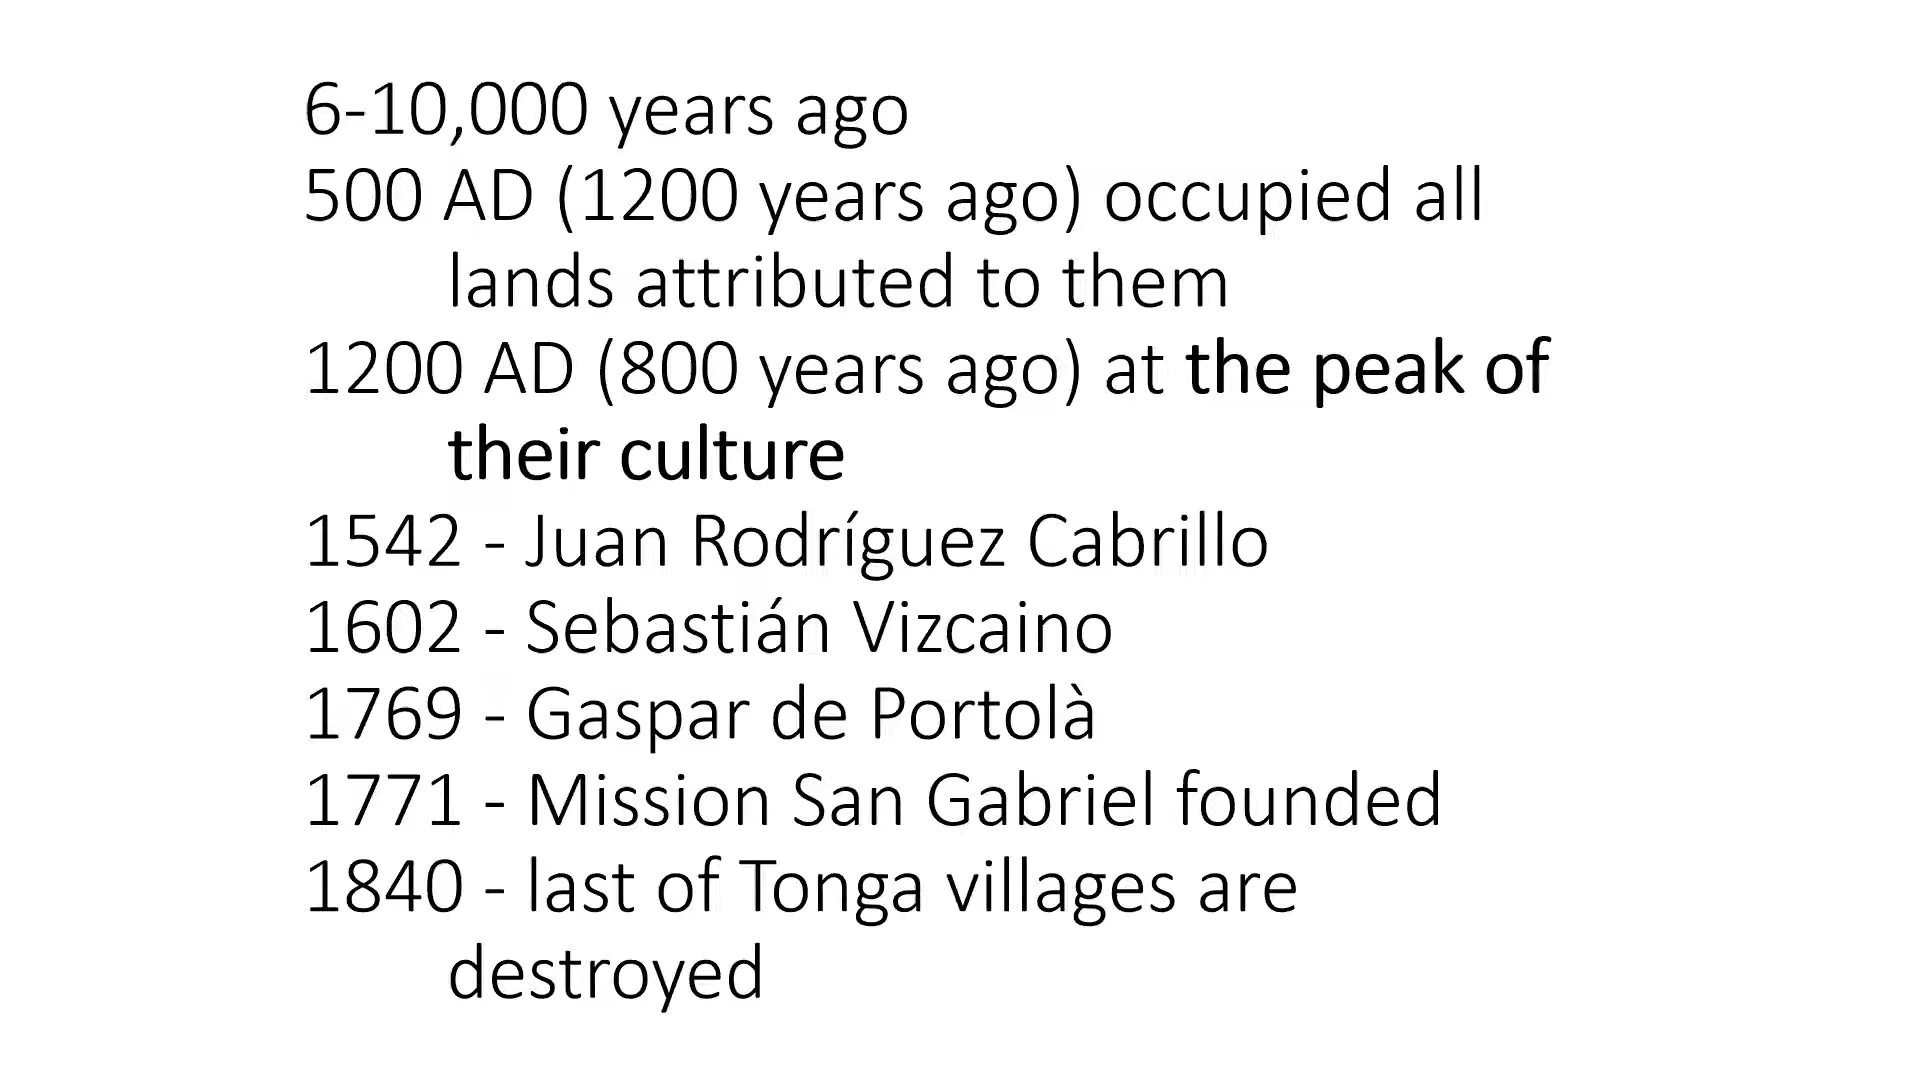 6-10,000 years ago
500 AD (1200 years ago) occupied all
lands attributed to them
1200 AD (800 years ago) at the peak of
their culture
1542 - Juan Rodríguez Cabrillo
1602 - Sebastián Vizcaino
1769 - Gaspar de Portolà
1771 - Mission San Gabriel founded
1840 - last of Tonga villages are
destroyed